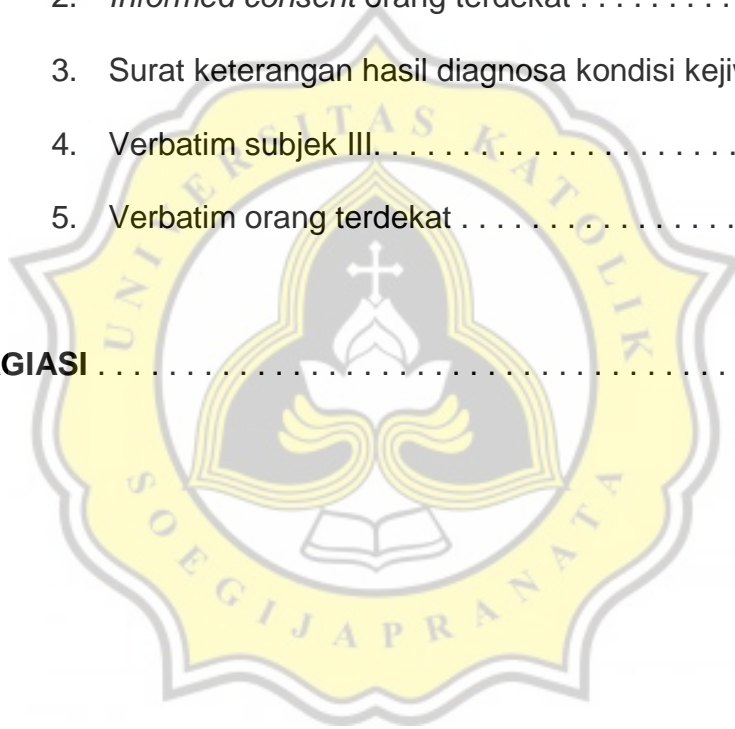 2. Informed consent orang terdekat . . . . . . . . .
3. Surat keterangan hasil diagnosa kondisi
4. Verbatim subjek III. . . . . . . . . . . . . . . . . . . . . .
5. Verbatim orang terdekat . . . . . . . . . . . . . . . .
GIASI . . . . . . . . . . . . . . . . . . . . . . . . . . . . . . . . . . . .
UNIVERSITAS KATOLIK
SOEGIJAPRANATA